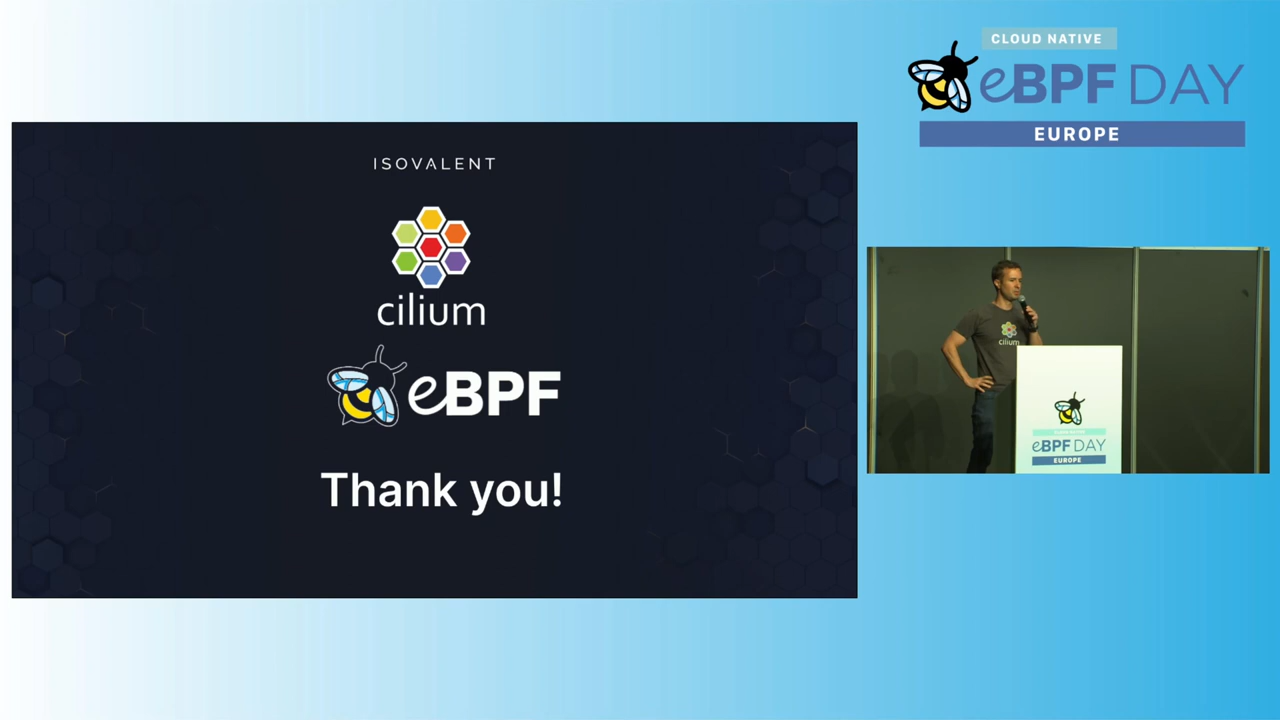 CLOUD NATIVE
eBPF DAY
EUROPE
ISOVALENT
cilium
eBPF
Thank you!
cilium
eBPF DAY
EUROPE